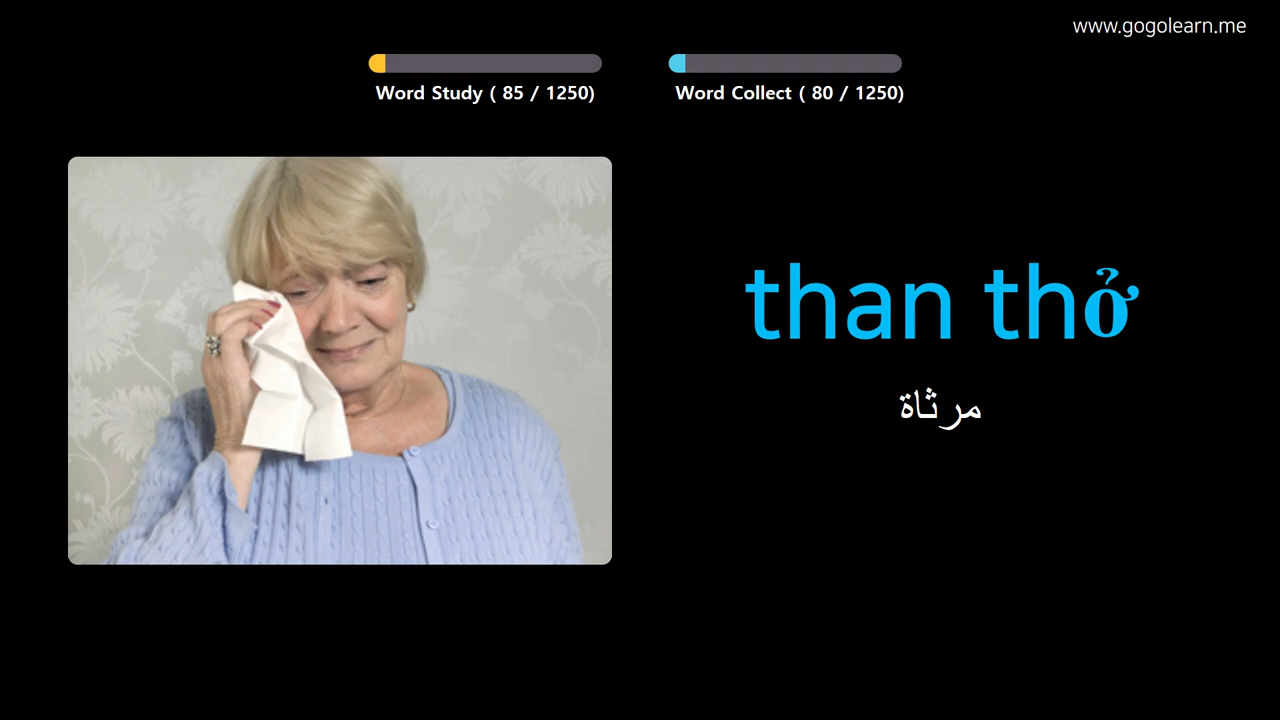 www.gogolearn.me
Word Study ( 85 / 1250)
Word Collect ( 80 / 1250)
than thở
مرثاة